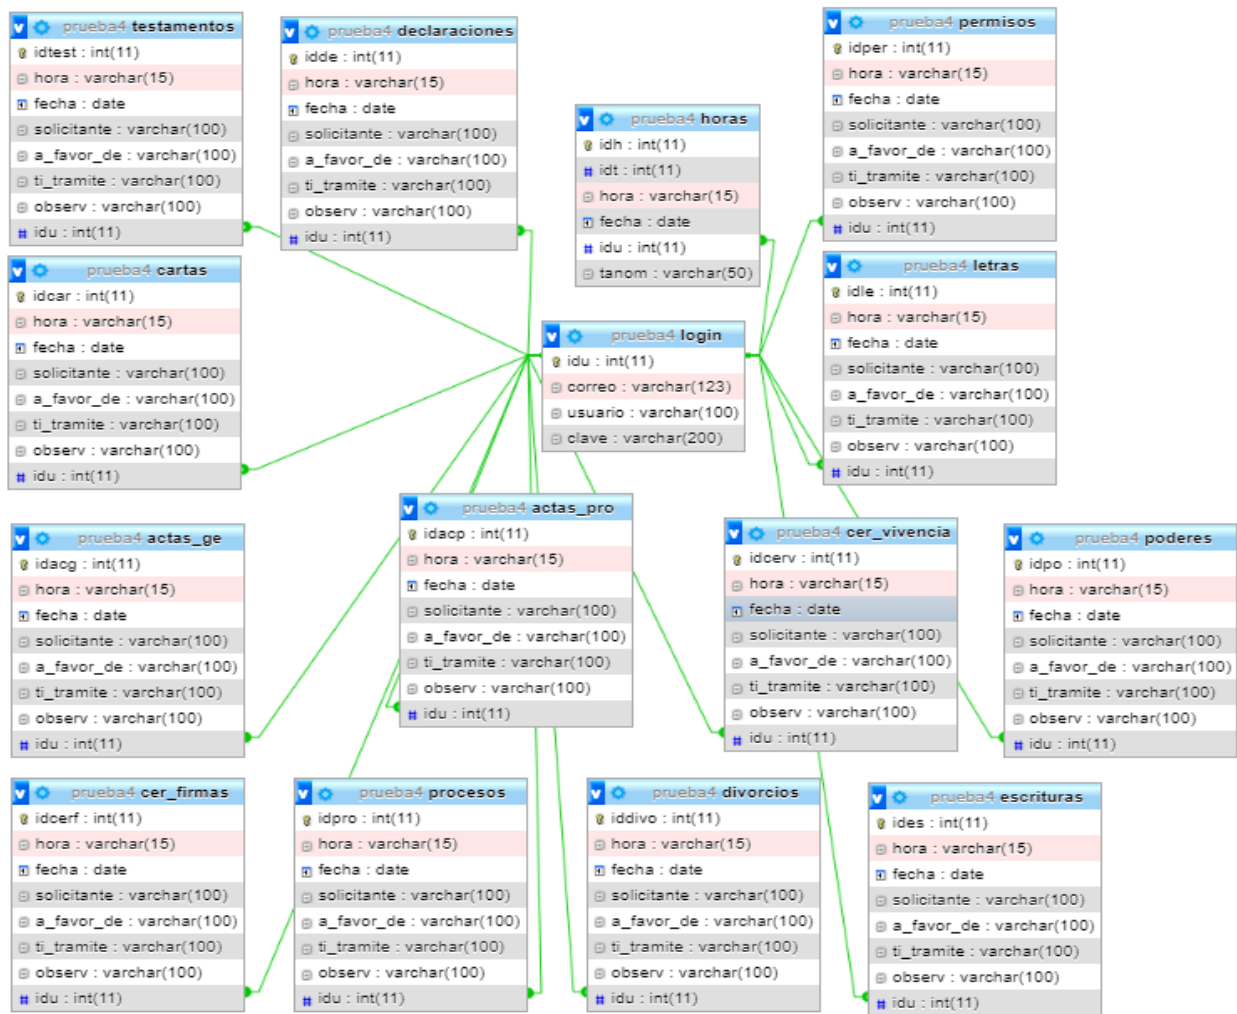 prueba4 testamentos
idtest : int(11)
hora : varchar(15)
fecha : date
solicitante : varchar(100)
a_favor_de : varchar(100)
ti_tramite : varchar(100)
observ : varchar(100)
idu : int(11)
prueba4 declaraciones
idde : int(11)
hora : varchar(15)
fecha : date
solicitante : varchar(100)
a_favor_de : varchar(100)
ti_tramite : varchar(100)
observ : varchar(100)
idu : int(11)
prueba4 horas
idh : int(11)
idt : int(11)
hora : varchar(15)
fecha : date
idu : int(11)
tanom : varchar(50)
prueba4 permisos
idper : int(11)
hora : varchar(15)
fecha : date
solicitante : varchar(100)
a_favor_de : varchar(100)
ti_tramite : varchar(100)
observ : varchar(100)
idu : int(11)
prueba4 cartas
idcar : int(11)
hora : varchar(15)
fecha : date
solicitante : varchar(100)
a_favor_de : varchar(100)
ti_tramite : varchar(100)
observ : varchar(100)
idu : int(11)
prueba4 login
idu : int(11)
correo : varchar(123)
usuario : varchar(100)
clave : varchar(200)
prueba4 letras
idle : int(11)
hora : varchar(15)
fecha : date
solicitante : varchar(100)
a_favor_de : varchar(100)
ti_tramite : varchar(100)
observ : varchar(100)
idu : int(11)
prueba4 actas_ge
idacg : int(11)
hora : varchar(15)
fecha : date
solicitante : varchar(100)
a_favor_de : varchar(100)
ti_tramite : varchar(100)
observ : varchar(100)
idu : int(11)
prueba4 actas_pro
idacp : int(11)
hora : varchar(15)
fecha : date
solicitante : varchar(100)
a_favor_de : varchar(100)
ti_tramite : varchar(100)
observ : varchar(100)
idu : int(11)
prueba4 cer_vivencia
idcerv : int(11)
hora : varchar(15)
fecha : date
solicitante : varchar(100)
a_favor_de : varchar(100)
ti_tramite : varchar(100)
observ : varchar(100)
idu : int(11)
prueba4 poderes
idpo : int(11)
hora : varchar(15)
fecha : date
solicitante : varchar(100)
a_favor_de : varchar(100)
ti_tramite : varchar(100)
observ : varchar(100)
idu : int(11)
prueba4 cer_firmas
idcerf : int(11)
hora : varchar(15)
fecha : date
solicitante : varchar(100)
a_favor_de : varchar(100)
ti_tramite : varchar(100)
observ : varchar(100)
idu : int(11)
prueba4 procesos
idpro : int(11)
hora : varchar(15)
fecha : date
solicitante : varchar(100)
a_favor_de : varchar(100)
ti_tramite : varchar(100)
observ : varchar(100)
idu : int(11)
prueba4 divorcios
iddivo : int(11)
hora : varchar(15)
fecha : date
solicitante : varchar(100)
a_favor_de : varchar(100)
ti_tramite : varchar(100)
observ : varchar(100)
idu : int(11)
prueba4 escrituras
ides : int(11)
hora : varchar(15)
fecha : date
solicitante : varchar(100)
a_favor_de : varchar(100)
ti_tramite : varchar(100)
observ : varchar(100)
idu : int(11)